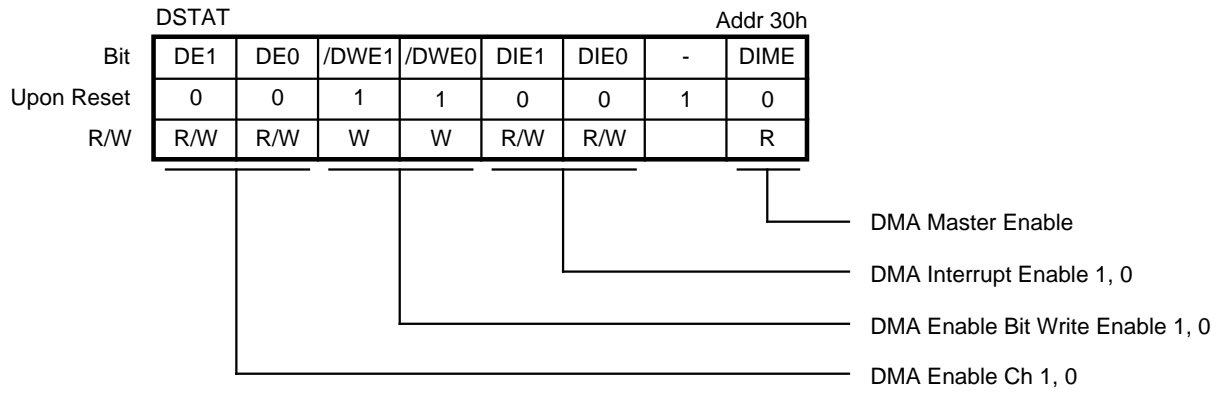 DSTAT Addr 30h
Bit DE1 DE0 /DWE1 /DWE0 DIE1 DIE0 - DIME
Upon Reset 0 0 1 1 0 0 1 0
R/W R/W R/W W W R/W R/W R
DMA Master Enable
DMA Interrupt Enable 1, 0
DMA Enable Bit Write Enable 1, 0
DMA Enable Ch 1, 0